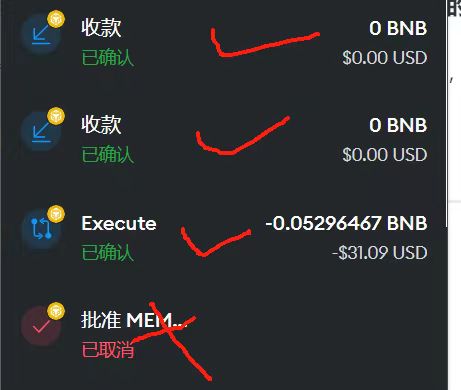 收款 0 BNB
已确认 $0.00 USD
收款 0 BNB
已确认 $0.00 USD
Execute -0.05296467 BNB
已确认 -$31.09 USD
批准 MEM...
已取消